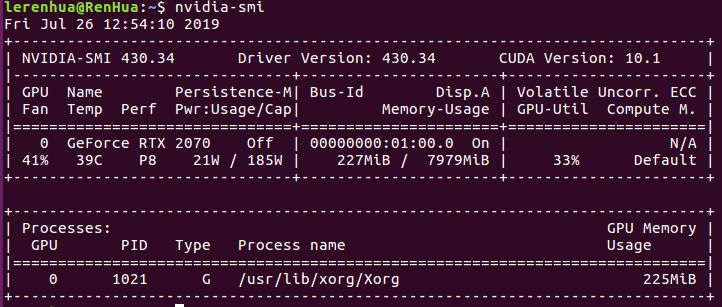 lerenhua@RenHua:~$ nvidia-smi
Fri Jul 26 12:54:10 2019
+-----------------------------------------------------------------------------+
| NVIDIA-SMI 430.34       Driver Version: 430.34       CUDA Version: 10.1     |
|-------------------------------+----------------------+----------------------+
| GPU  Name        Persistence-M| Bus-Id        Disp.A | Volatile Uncorr. ECC |
| Fan  Temp  Perf  Pwr:Usage/Cap|         Memory-Usage | GPU-Util  Compute M. |
|===============================+======================+======================|
|   0  GeForce RTX 2070    Off  | 00000000:01:00.0  On |                  N/A |
| 41%   39C    P8    21W / 185W |    227MiB /  7979MiB |     33%      Default |
+-------------------------------+----------------------+----------------------+

+-----------------------------------------------------------------------------+
| Processes:                                                       GPU Memory |
|  GPU       PID   Type   Process name                             Usage      |
|=============================================================================|
|    0      1021      G   /usr/lib/xorg/Xorg                           225MiB |
+-----------------------------------------------------------------------------+